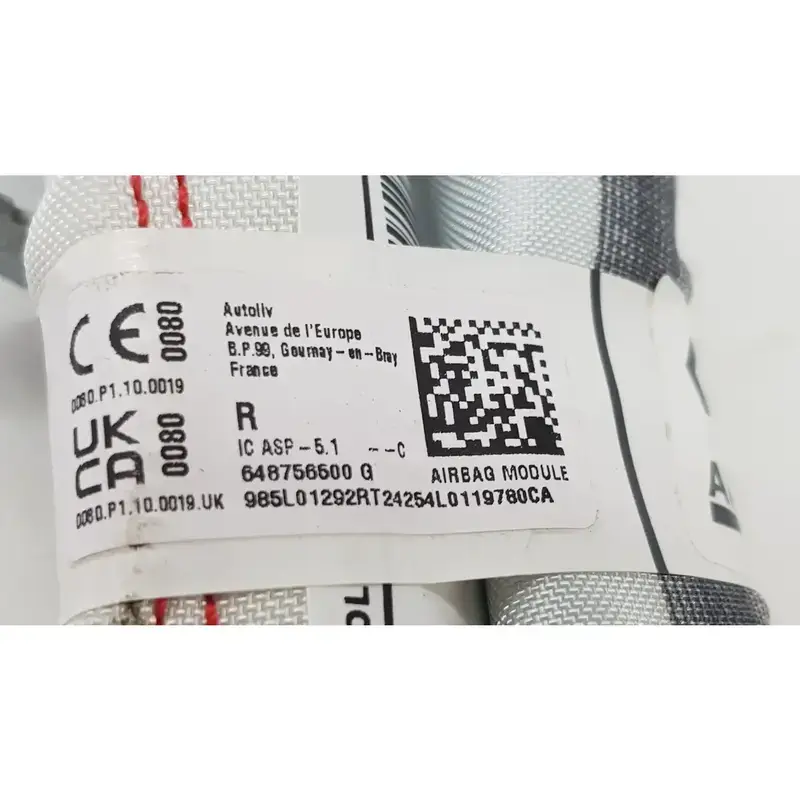 CE 0080
0080.P1.10.0019
UK
CA 0080
0080.P1.10.0019.UK
Autoliv
Avenue de l'Europe
B.P.99, Gournay-en-Bray
France
R
IC ASP-5.1 --C
648756500 G
985L01292RT24254L0119780CA
AIRBAG MODULE